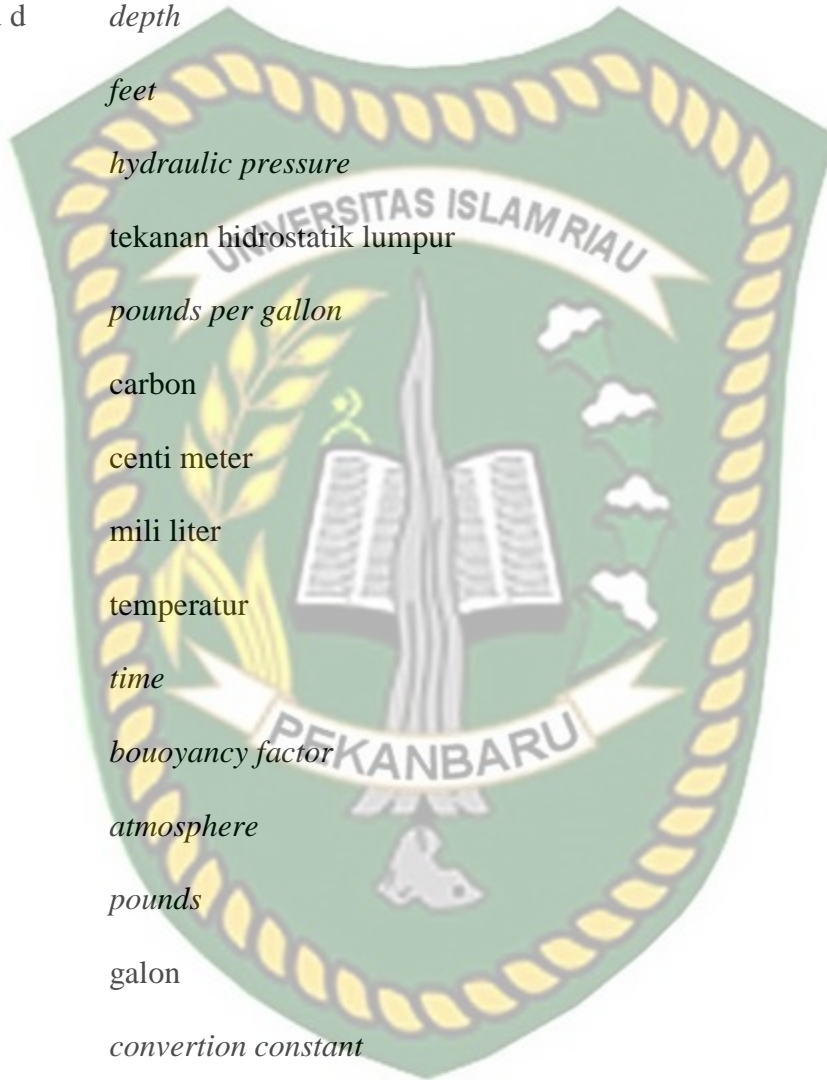 d depth
feet
hydraulic pressure
UNIVERSITAS ISLAM RIAU
tekanan hidrostatik lumpur
pounds per gallon
carbon
centi meter
mili liter
temperatur
time
PEKANBARU
bouoyancy factor
atmosphere
pounds
galon
convertion constant